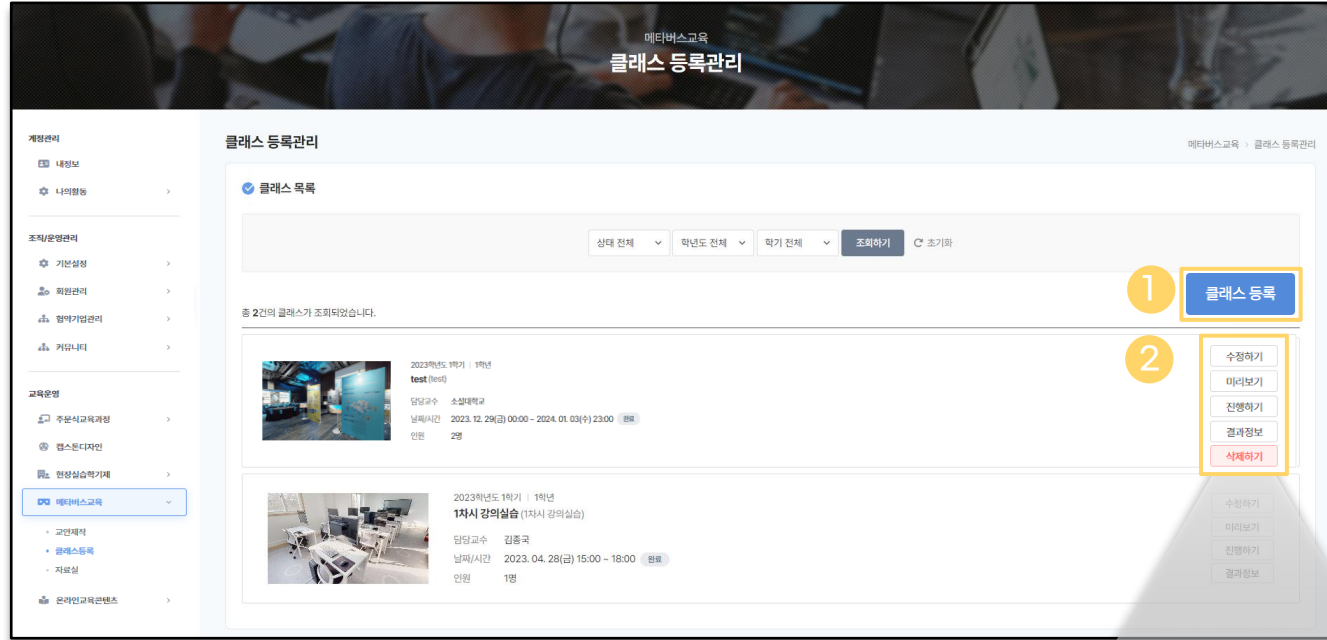 메타버스교육
클래스 등록관리
계정관리
내정보
나의활동
조직/운영관리
기본설정
회원관리
협약기업관리
커뮤니티
교육운영
주문식교육과정
캡스톤디자인
현장실습학기제
메타버스교육
교안제작
클래스등록
자료실
온라인교육콘텐츠
클래스 등록관리
메타버스교육 > 클래스 등록관리
클래스 목록
상태 전체 학년도 전체 학기 전체 조회하기 초기화
1 클래스 등록
총 2건의 클래스가 조회되었습니다.
2023학년도 1학기 | 1학년
test (test)
담당교수 소설대학교
날짜/시간 2023. 12. 29(금) 00:00 ~ 2024. 01. 03(수) 23:00 완료
인원 2명
2
수정하기
미리보기
진행하기
결과정보
삭제하기
2023학년도 1학기 | 1학년
1차시 강의실습 (1차시 강의실습)
담당교수 김종국
날짜/시간 2023. 04. 28(금) 15:00 ~ 18:00 완료
인원 1명
수정하기
미리보기
진행하기
결과정보